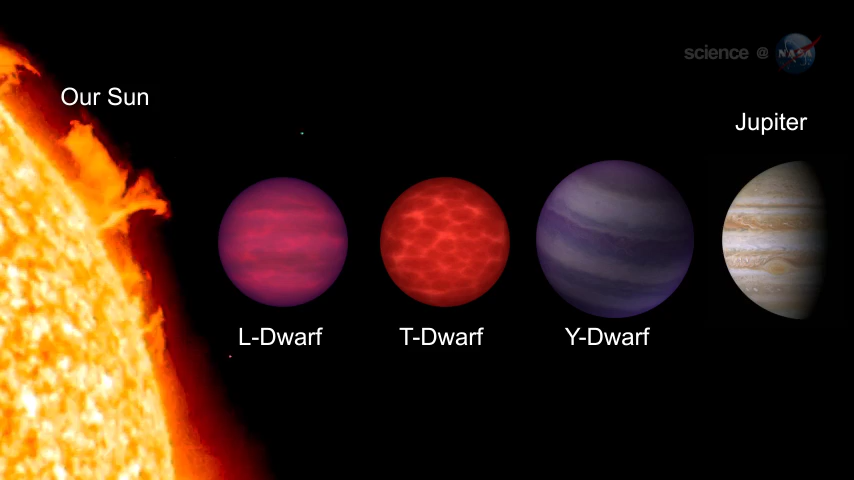 science @ NASA
Our Sun
Jupiter
L-Dwarf
T-Dwarf
Y-Dwarf